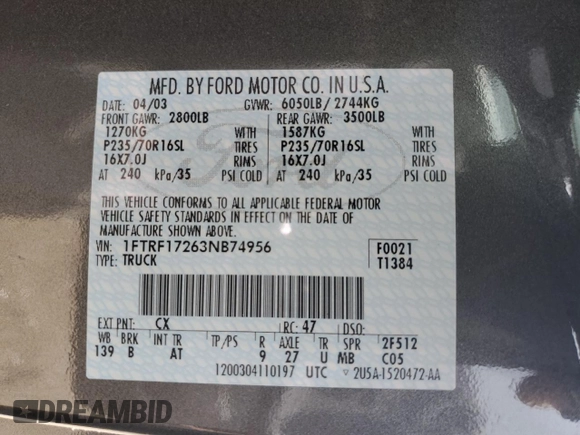 MFD. BY FORD MOTOR CO. IN U.S.A.
DATE: 04/03 GVWR: 6050LB/ 2744KG
FRONT GAWR: 2800LB REAR GAWR: 3500LB
1270KG WITH 1587KG WITH
P235/70R16SL TIRES P235/70R16SL TIRES
16X7.0J RIMS 16X7.0J RIMS
AT 240 kPa/35 PSI COLD AT 240 kPa/35 PSI COLD
THIS VEHICLE CONFORMS TO ALL APPLICABLE FEDERAL MOTOR
VEHICLE SAFETY STANDARDS IN EFFECT ON THE DATE OF
MANUFACTURE SHOWN ABOVE.
VIN: 1FTRF17263NB74956 F0021
TYPE: TRUCK T1384
EXT PNT: CX RC: 47 DSO:
WB BRK INT TR TP/PS R AXLE TR SPR 2F512
139 B AT 9 27 U MB C05
1200304110197 UTC 2U5A-1520472-AA
Ford
DREAMBID